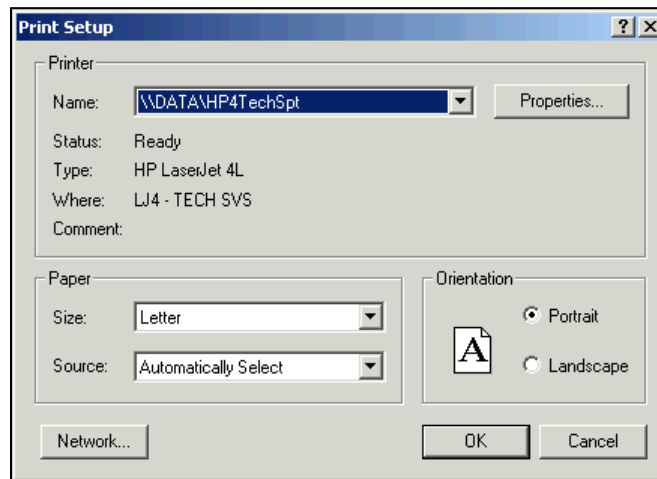 Print Setup
Printer
Name: \\DATA\HP4TechSpt Properties...
Status: Ready
Type: HP LaserJet 4L
Where: LJ4 - TECH SVS
Comment:
Paper
Size: Letter
Source: Automatically Select
Orientation
A
Portrait
Landscape
Network... OK Cancel